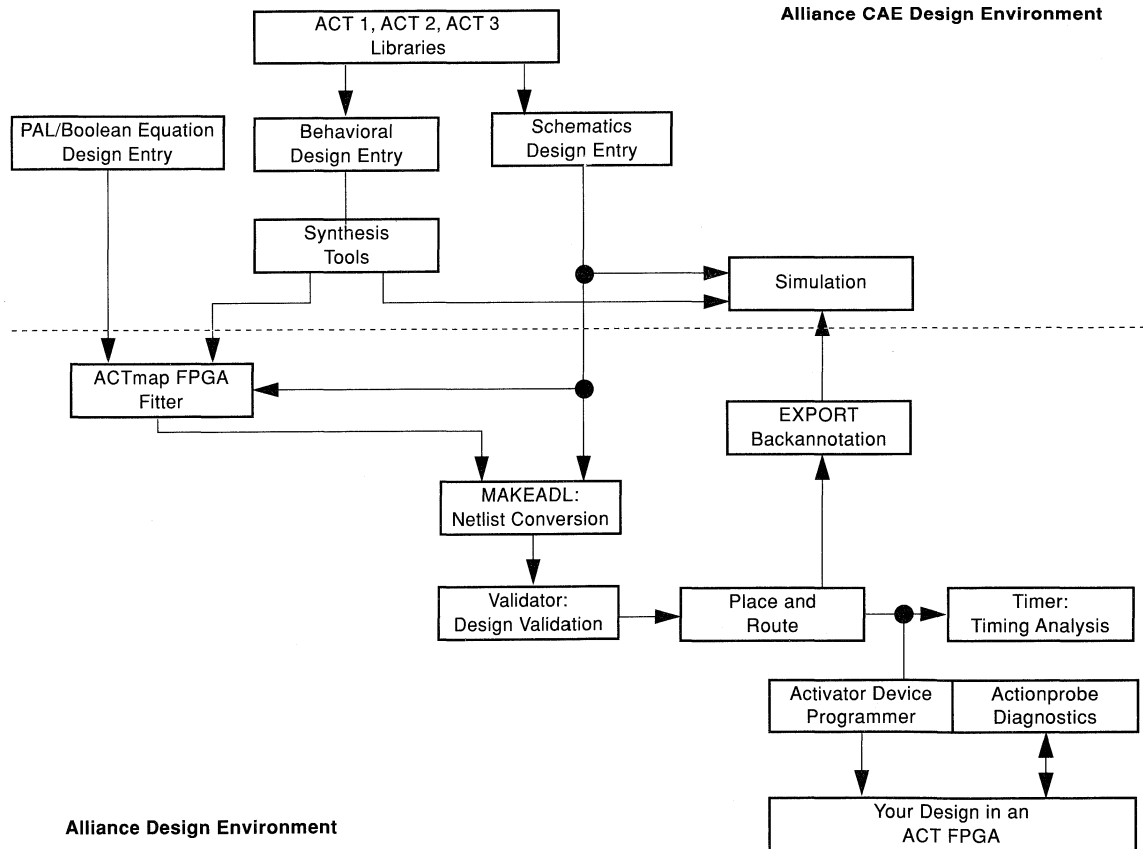 Alliance CAE Design Environment
ACT 1, ACT 2, ACT 3
Libraries
PAL/Boolean Equation
Design Entry
Behavioral
Design Entry
Schematics
Design Entry
Synthesis
Tools
Simulation
ACTmap FPGA
Fitter
EXPORT
Backannotation
MAKEADL:
Netlist Conversion
Validator:
Design Validation
Place and
Route
Timer:
Timing Analysis
Activator Device
Programmer
Actionprobe
Diagnostics
Your Design in an
ACT FPGA
Alliance Design Environment